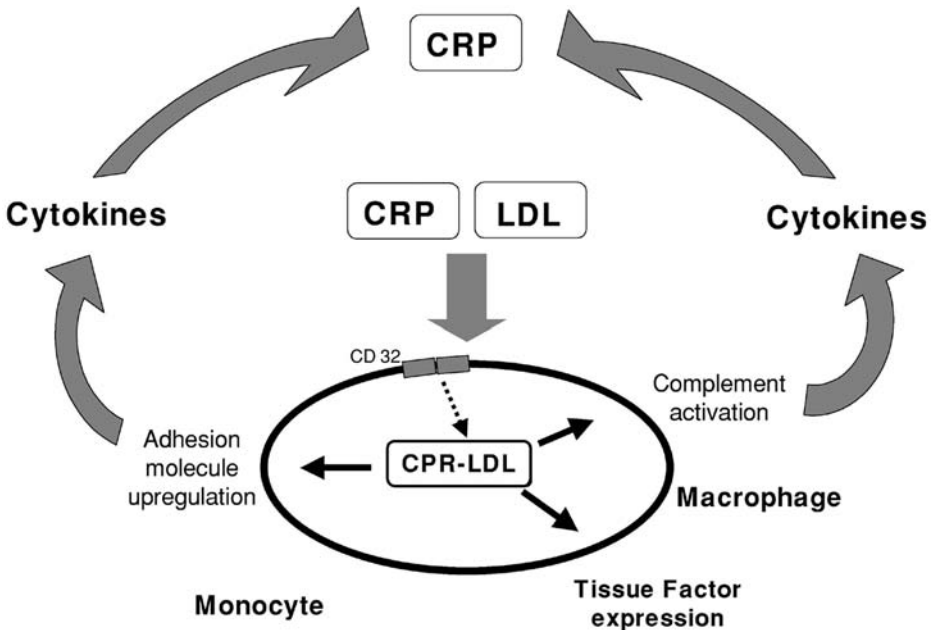 CRP
Cytokines
CRP
LDL
Cytokines
CD 32
Complement
activation
Adhesion
molecule
upregulation
CPR-LDL
Macrophage
Monocyte
Tissue Factor
expression